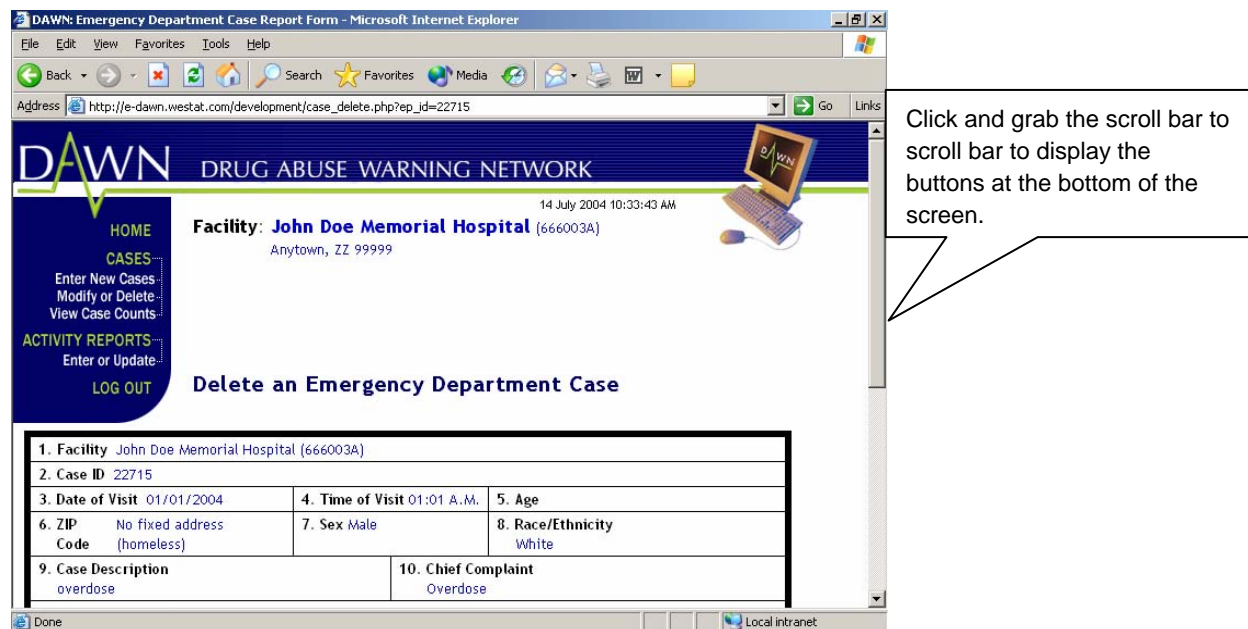 DAWN: Emergency Department Case Report Form - Microsoft Internet Explorer
File Edit View Favorites Tools Help
Back Search Favorites Media
Address http://e-dawn.westat.com/development/case_delete.php?ep_id=22715 Go Links
DAWN DRUG ABUSE WARNING NETWORK
DAWN
14 July 2004 10:33:43 AM
HOME
CASES
Enter New Cases
Modify or Delete
View Case Counts
ACTIVITY REPORTS
Enter or Update
LOG OUT
Facility: John Doe Memorial Hospital (666003A)
Anytown, ZZ 99999
Delete an Emergency Department Case
1. Facility John Doe Memorial Hospital (666003A)
2. Case ID 22715
3. Date of Visit 01/01/2004 4. Time of Visit 01:01 A.M. 5. Age
6. ZIP Code No fixed address (homeless) 7. Sex Male 8. Race/Ethnicity White
9. Case Description 10. Chief Complaint
overdose Overdose
Done Local intranet
Click and grab the scroll bar to
scroll bar to display the
buttons at the bottom of the
screen.